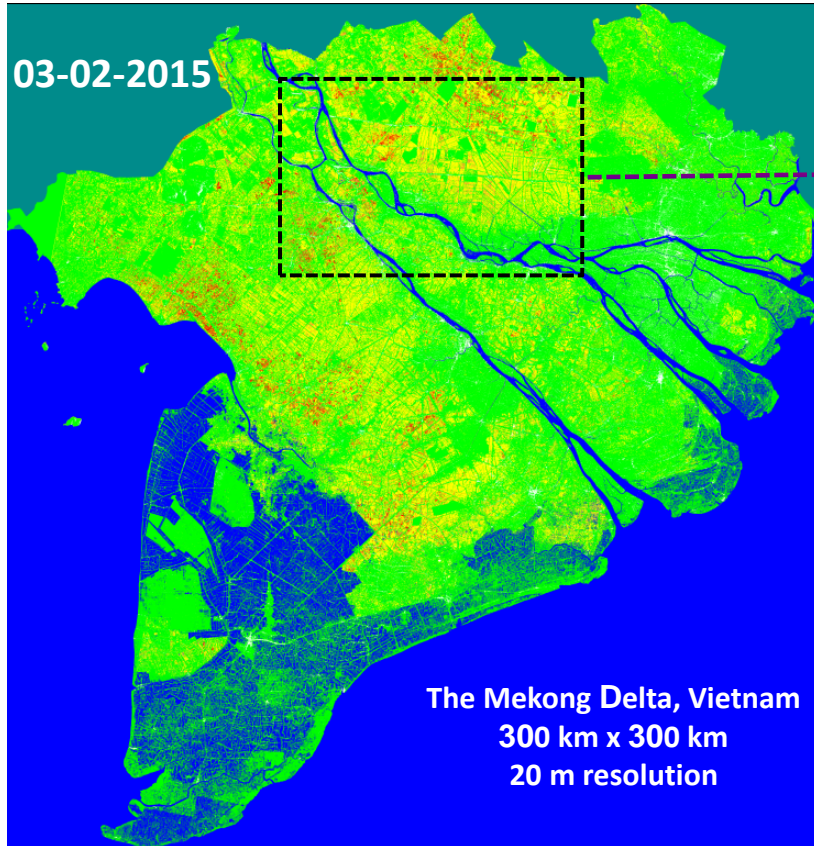 03-02-2015
The Mekong Delta, Vietnam
300 km x 300 km
20 m resolution